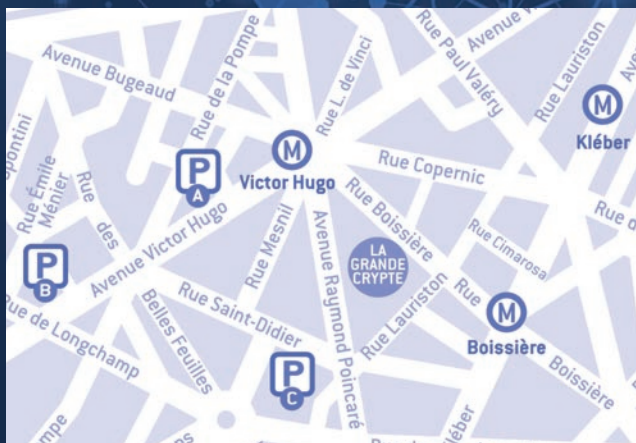 Avenue Bugeaud
Rue de la Pompe
Rue L. de Vinci
Avenue
Rue Paul Valéry
Rue Lauriston
M
Kléber
Spontini
Rue Émile
Ménier
Rue
des
P
A
M
Victor Hugo
Rue Copernic
Rue d
P
B
Avenue Victor Hugo
Rue Mesnil
Avenue Raymond Poincaré
Rue Boissière
LA
GRANDE
CRYPTE
Rue Cimarosa
Rue de Longchamp
Belles Feuilles
Rue Saint-Didier
Rue Lauriston
Rue
M
Boissière
Boissière
P
C
Kléber